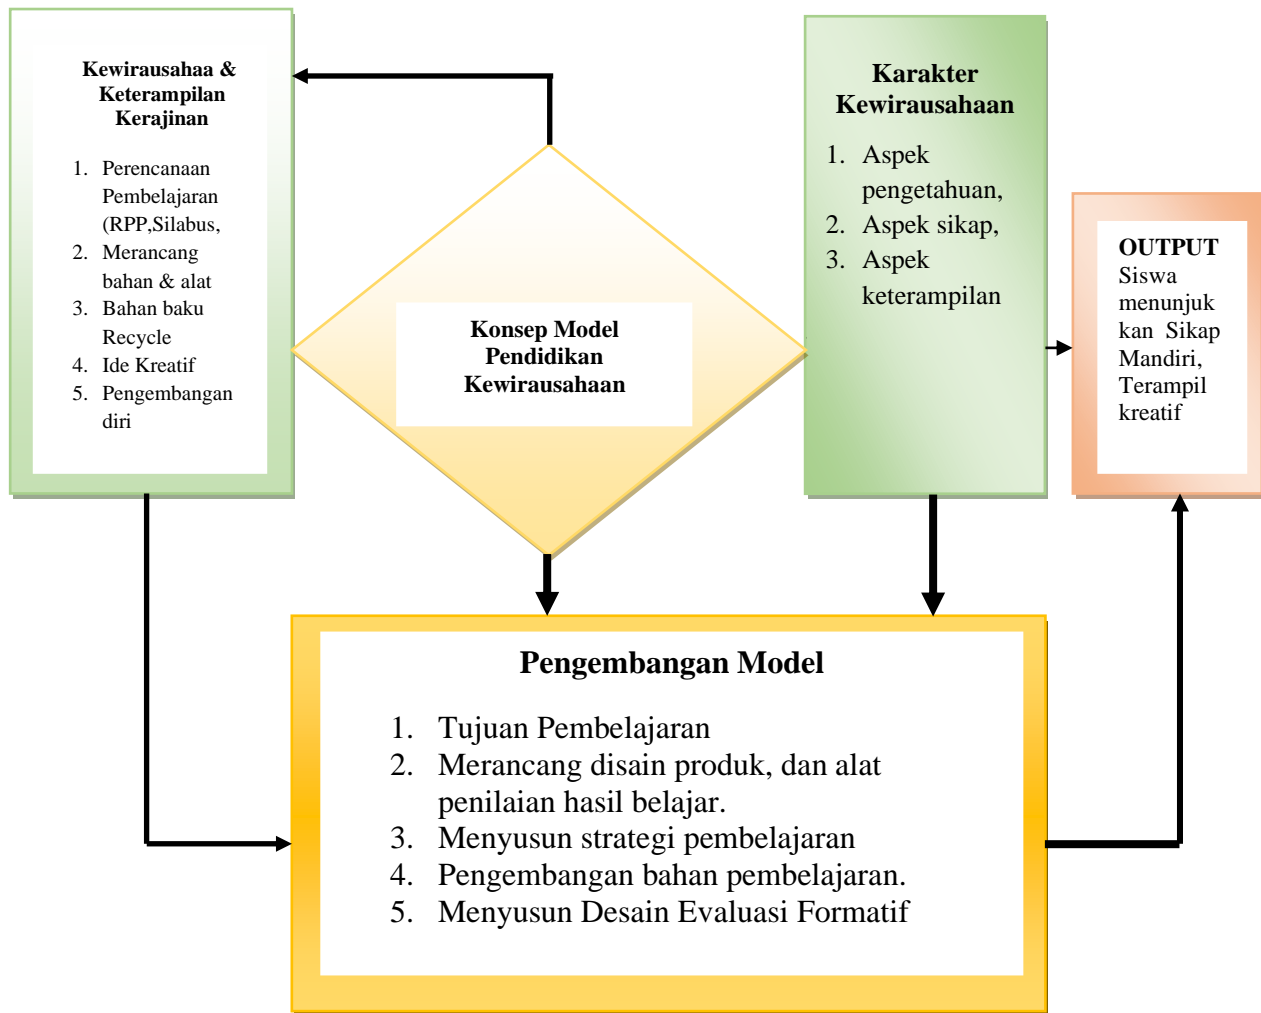 Kewirausahaa &
Keterampilan
Kerajinan
1. Perencanaan
Pembelajaran
(RPP,Silabus,
2. Merancang
bahan & alat
3. Bahan baku
Recycle
4. Ide Kreatif
5. Pengembangan
diri
Konsep Model
Pendidikan
Kewirausahaan
Karakter
Kewirausahaan
1. Aspek
pengetahuan,
2. Aspek sikap,
3. Aspek
keterampilan
OUTPUT
Siswa
menunjuk
kan Sikap
Mandiri,
Terampil
kreatif
Pengembangan Model
1. Tujuan Pembelajaran
2. Merancang disain produk, dan alat
penilaian hasil belajar.
3. Menyusun strategi pembelajaran
4. Pengembangan bahan pembelajaran.
5. Menyusun Desain Evaluasi Formatif